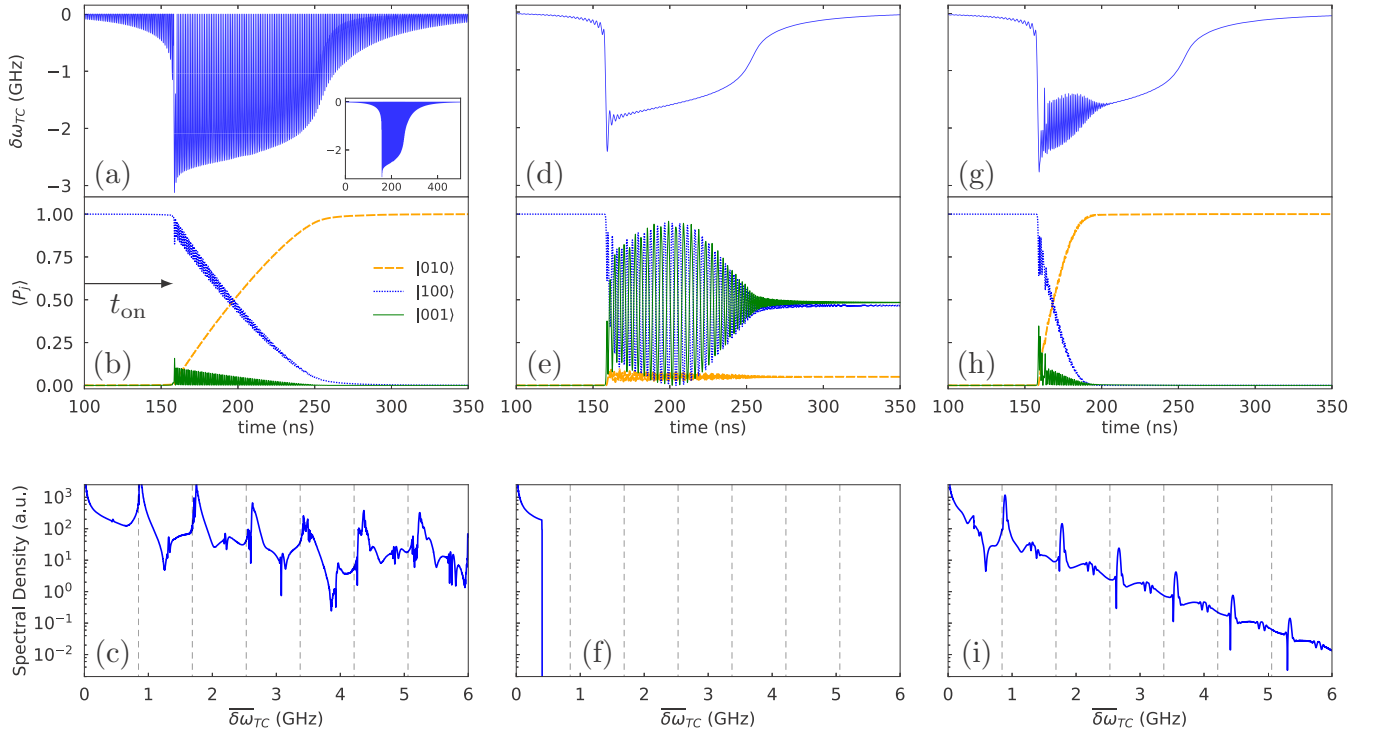 0
−1
−2
−3
δω_TC (GHz)
(a)
0
−2
0 200 400
(d)
(g)
1.00
0.75
0.50
0.25
0.00
⟨P_j⟩
t_on
|010⟩
|100⟩
|001⟩
(b)
(e)
(h)
100 150 200 250 300 350
time (ns)
100 150 200 250 300 350
time (ns)
100 150 200 250 300 350
time (ns)
10^3
10^2
10^1
10^0
10^−1
10^−2
Spectral Density (a.u.)
(c)
(f)
(i)
0 1 2 3 4 5 6
δω_TC (GHz)
0 1 2 3 4 5 6
δω_TC (GHz)
0 1 2 3 4 5 6
δω_TC (GHz)